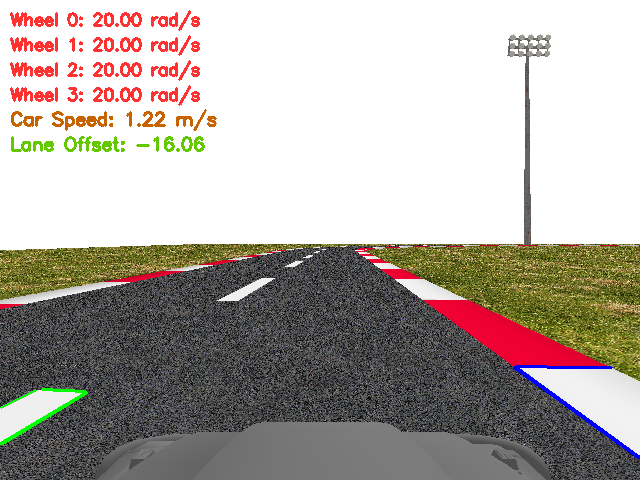 Wheel 0: 20.00 rad/s
Wheel 1: 20.00 rad/s
Wheel 2: 20.00 rad/s
Wheel 3: 20.00 rad/s
Car Speed: 1.22 m/s
Lane Offset: -16.06